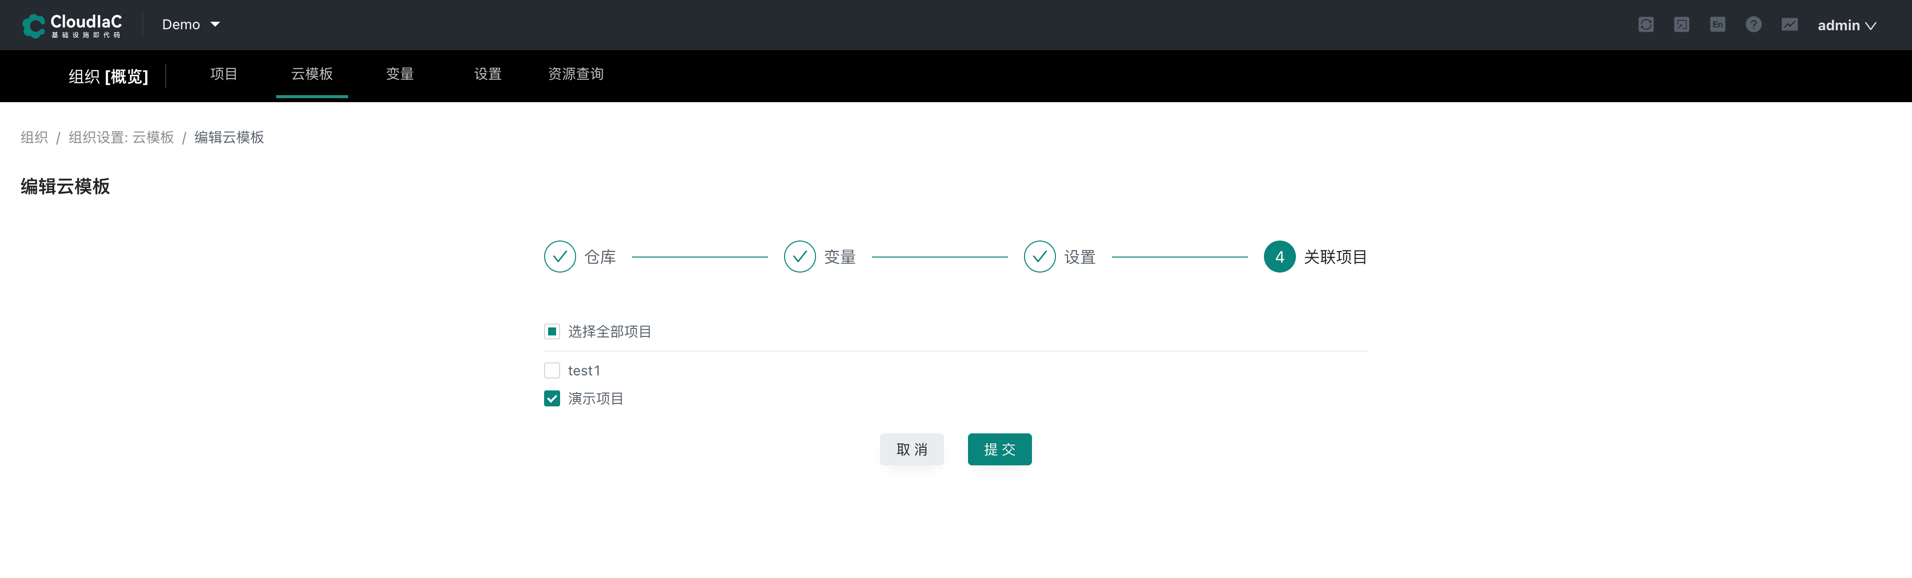 CloudIaC
基础设施即代码
Demo
En
?
admin
组织 [概览]
项目
云模板
变量
设置
资源查询
组织 / 组织设置: 云模板 / 编辑云模板
编辑云模板
仓库
变量
设置
4 关联项目
选择全部项目
test1
演示项目
取 消
提 交